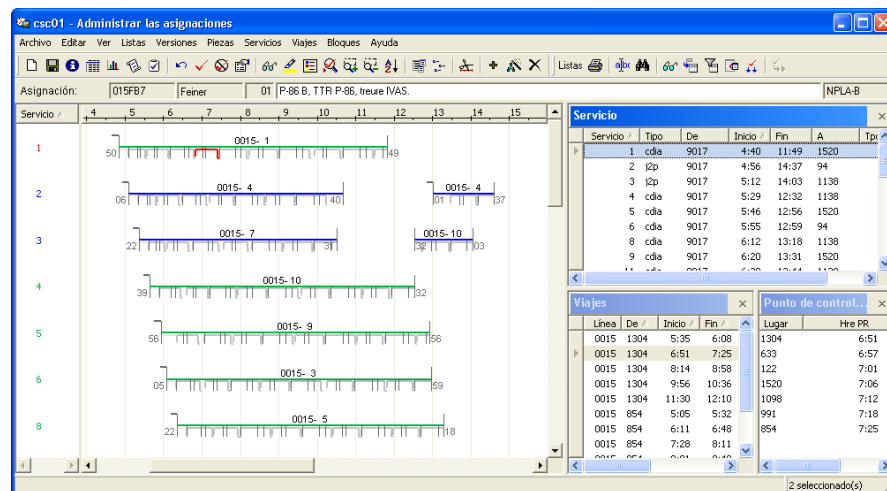 csc01 - Administrar las asignaciones
Archivo Editar Ver Listas Versiones Piezas Servicios Viajes Bloques Ayuda
Listas
Asignación: 015FB7 Feiner 01 P-86 B, TTR P-86, treure IVAS. NPLA-B
Servicio 4 5 6 7 8 9 10 11 12 13 14 15
1 50 0015- 1 49
2 06 0015- 4 40 01 0015- 4 37
3 22 0015- 7 31 32 0015- 10 03
4 39 0015- 10 32
5 56 0015- 9 56
6 05 0015- 3 59
8 22 0015- 5 18
Servicio
Servicio Tipo De Inicio Fin A
1 cdia 9017 4:40 11:49 1520
2 j2p 9017 4:56 14:37 94
3 j2p 9017 5:12 14:03 1138
4 cdia 9017 5:29 12:32 1138
5 cdia 9017 5:46 12:56 1520
6 cdia 9017 5:55 12:59 94
8 cdia 9017 6:12 13:18 1138
9 cdia 9017 6:20 13:31 1520
Viajes
Línea De Inicio Fin
0015 1304 5:35 6:08
0015 1304 6:51 7:25
0015 1304 8:14 8:58
0015 1304 9:56 10:36
0015 1304 11:30 12:10
0015 854 5:05 5:32
0015 854 6:11 6:48
0015 854 7:28 8:11
Punto de control...
Lugar Hre PR
1304 6:51
633 6:57
122 7:01
1520 7:06
1098 7:12
991 7:18
854 7:25
2 seleccionado(s)